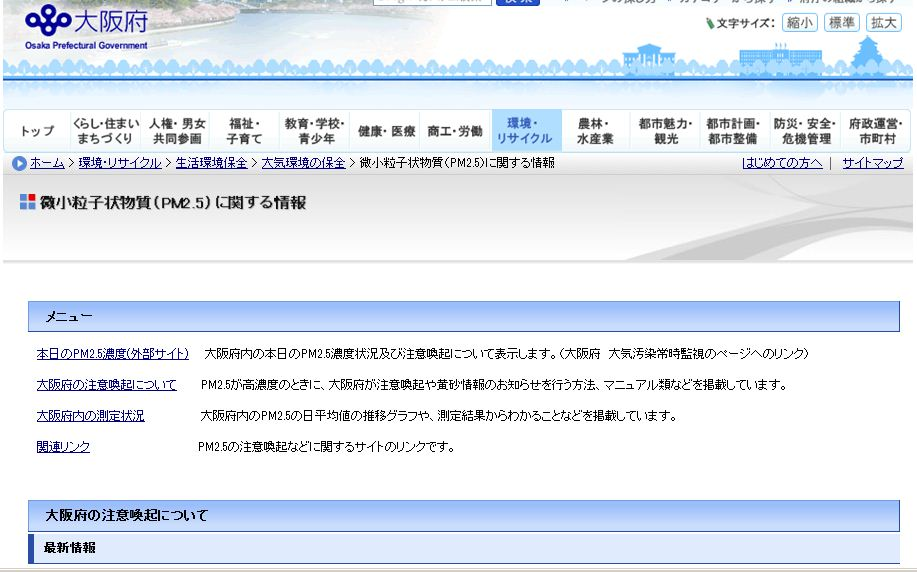 大阪府
Osaka Prefectural Government
文字サイズ: 縮小 標準 拡大
トップ
くらし・住まい まちづくり
人権・男女 共同参画
福祉・ 子育て
教育・学校・ 青少年
健康・医療
商工・労働
環境・ リサイクル
農林・ 水産業
都市魅力・ 観光
都市計画・ 都市整備
防災・安全・ 危機管理
府政運営・ 市町村
ホーム > 環境・リサイクル > 生活環境保全 > 大気環境の保全 > 微小粒子状物質(PM2.5)に関する情報
はじめての方へ | サイトマップ
微小粒子状物質(PM2.5)に関する情報
メニュー
本日のPM2.5濃度(外部サイト) 大阪府内の本日のPM2.5濃度状況及び注意喚起について表示します。(大阪府 大気汚染常時監視のページへのリンク)
大阪府の注意喚起について PM2.5が高濃度のときに、大阪府が注意喚起や黄砂情報のお知らせを行う方法、マニュアル類などを掲載しています。
大阪府内の測定状況 大阪府内のPM2.5の日平均値の推移グラフや、測定結果からわかることなどを掲載しています。
関連リンク PM2.5の注意喚起などに関するサイトのリンクです。
大阪府の注意喚起について
最新情報